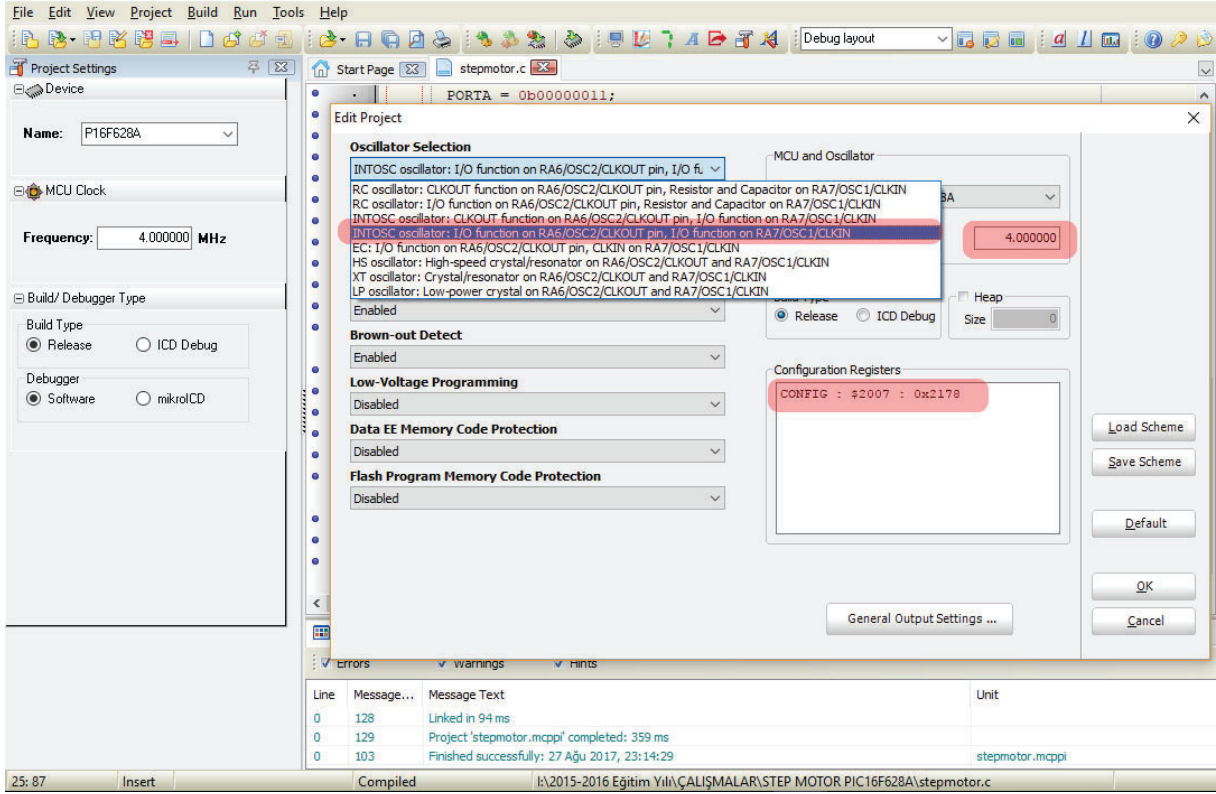 File Edit View Project Build Run Tools Help
Debug layout
Project Settings
Start Page stepmotor.c
Device
Name: P16F628A
MCU Clock
Frequency: 4.000000 MHz
Build/ Debugger Type
Build Type
Release ICD Debug
Debugger
Software mikroICD
PORTA = 0b00000011;
Edit Project
Oscillator Selection
INTOSC oscillator: I/O function on RA6/OSC2/CLKOUT pin, I/O fu
RC oscillator: CLKOUT function on RA6/OSC2/CLKOUT pin, Resistor and Capacitor on RA7/OSC1/CLKIN
RC oscillator: I/O function on RA6/OSC2/CLKOUT pin, Resistor and Capacitor on RA7/OSC1/CLKIN
INTOSC oscillator: CLKOUT function on RA6/OSC2/CLKOUT pin, I/O function on RA7/OSC1/CLKIN
INTOSC oscillator: I/O function on RA6/OSC2/CLKOUT pin, I/O function on RA7/OSC1/CLKIN
EC: I/O function on RA6/OSC2/CLKOUT pin, CLKIN on RA7/OSC1/CLKIN
HS oscillator: High-speed crystal/resonator on RA6/OSC2/CLKOUT and RA7/OSC1/CLKIN
XT oscillator: Crystal/resonator on RA6/OSC2/CLKOUT and RA7/OSC1/CLKIN
LP oscillator: Low-power crystal on RA6/OSC2/CLKOUT and RA7/OSC1/CLKIN
Enabled
Brown-out Detect
Enabled
Low-Voltage Programming
Disabled
Data EE Memory Code Protection
Disabled
Flash Program Memory Code Protection
Disabled
MCU and Oscillator
8A
4.000000
Build Type
Release ICD Debug
Heap
Size 0
Configuration Registers
CONFIG : $2007 : 0x2178
General Output Settings ...
Load Scheme
Save Scheme
Default
OK
Cancel
Errors Warnings Hints
Line Message... Message Text Unit
0 128 Linked in 94 ms
0 129 Project 'stepmotor.mcppi' completed: 359 ms
0 103 Finished successfully: 27 Ağu 2017, 23:14:29 stepmotor.mcppi
25: 87 Insert Compiled I:\2015-2016 Eğitim Yılı\ÇALIŞMALAR\STEP MOTOR PIC16F628A\stepmotor.c